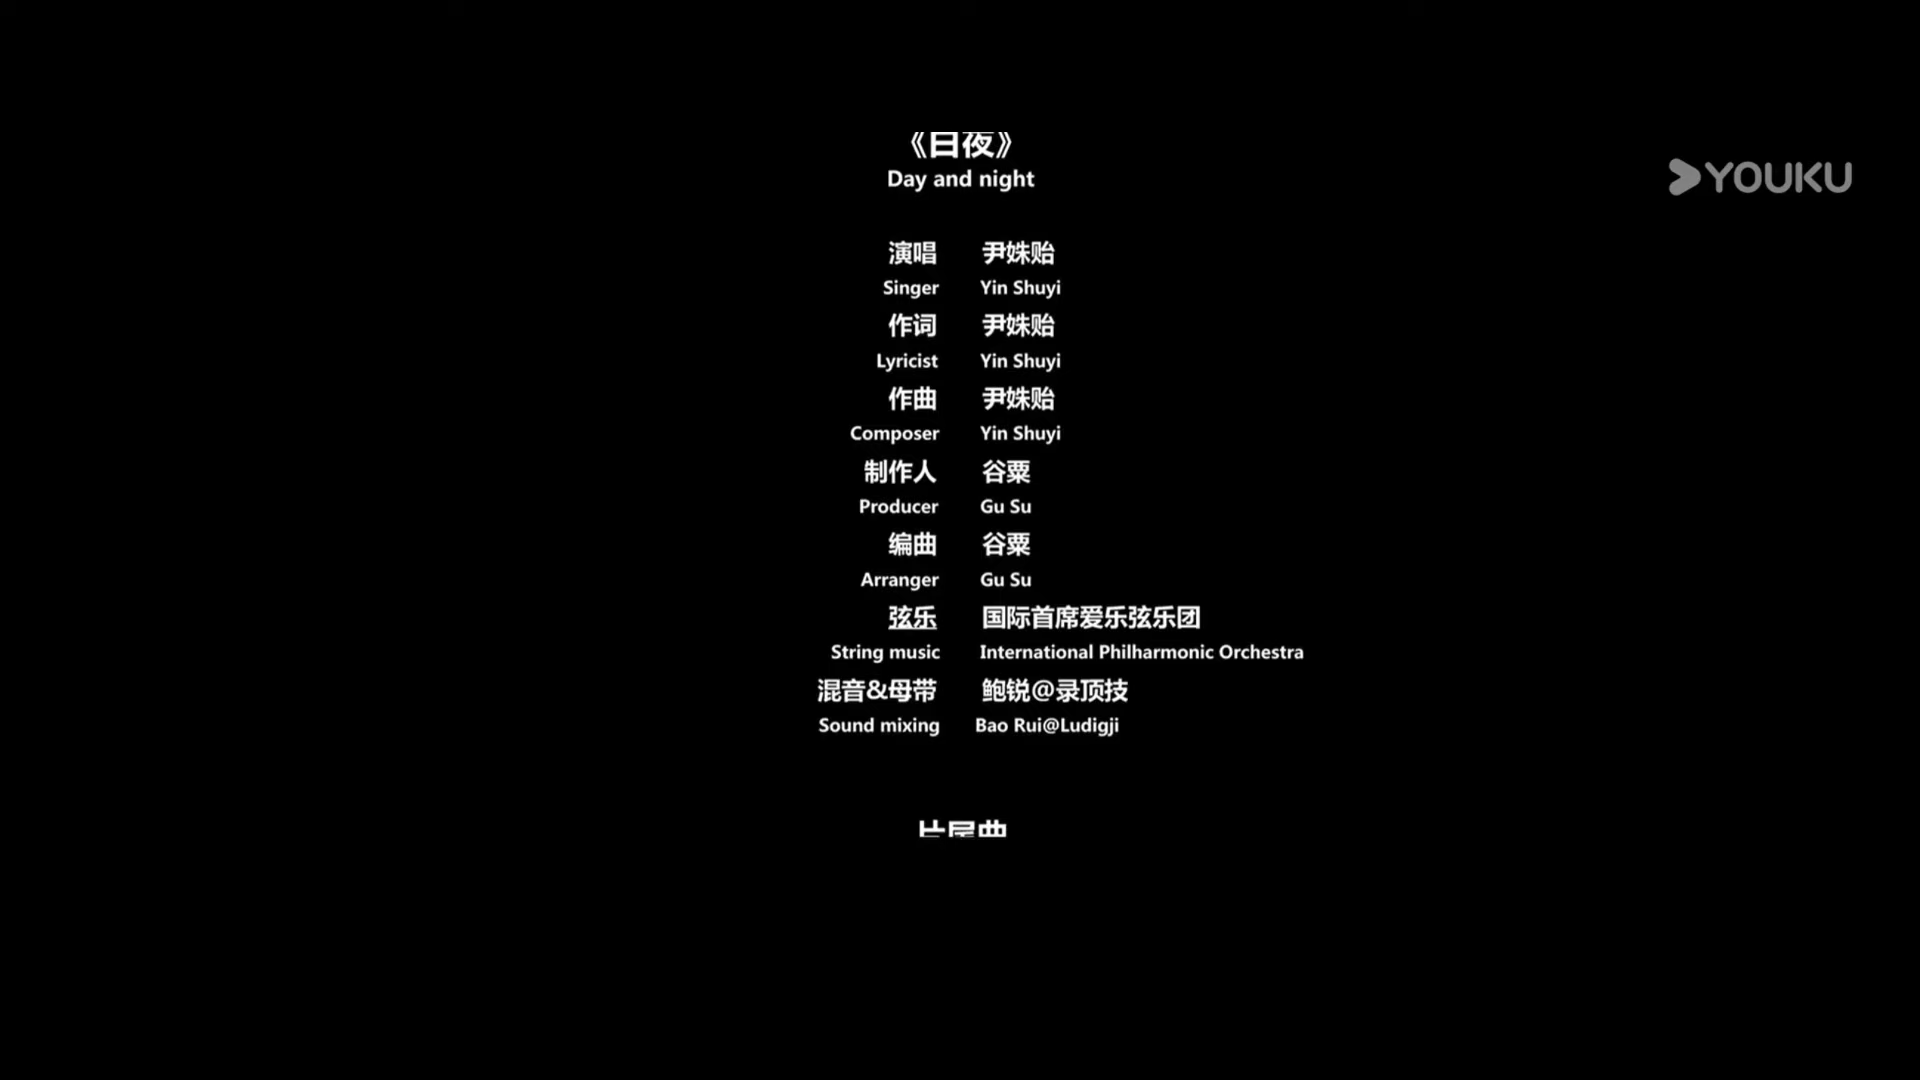 《日夜》
Day and night
YOUKU
演唱 尹姝贻
Singer Yin Shuyi
作词 尹姝贻
Lyricist Yin Shuyi
作曲 尹姝贻
Composer Yin Shuyi
制作人 谷粟
Producer Gu Su
编曲 谷粟
Arranger Gu Su
弦乐 国际首席爱乐弦乐团
String music International Philharmonic Orchestra
混音&母带 鲍锐@录顶技
Sound mixing Bao Rui@Ludigji
片尾曲